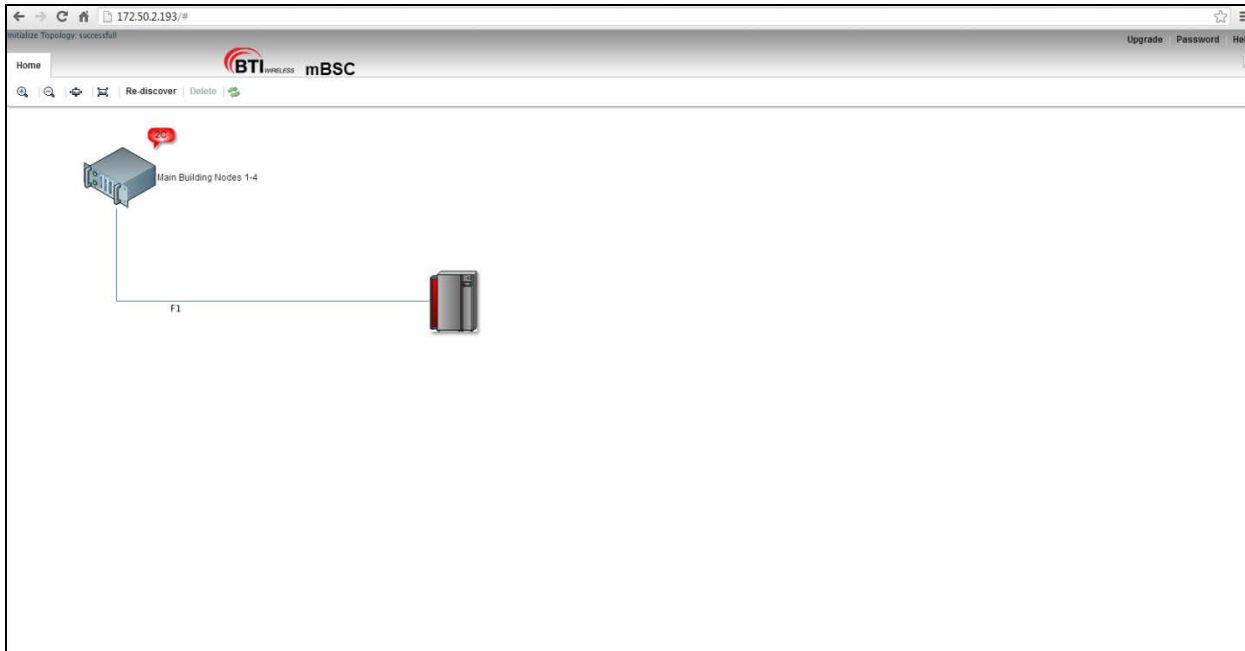 172.50.2.193/#
Initialize Topology: successful!
Upgrade Password
Home
BTI WIRELESS mBSC
Re-discover Delete
2C
Main Building Nodes 1-4
F1